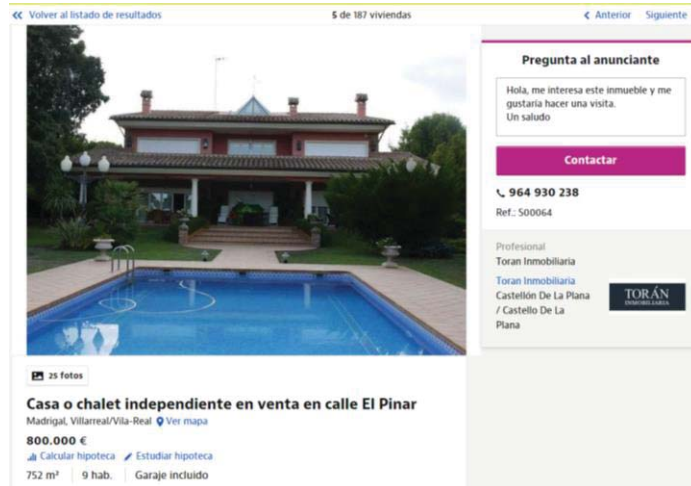 Volver al listado de resultados
5 de 187 viviendas
Anterior Siguiente
Pregunta al anunciante
Hola, me interesa este inmueble y me
gustaría hacer una visita.
Un saludo
Contactar
964 930 238
Ref.: S00064
Profesional
Toran Inmobiliaria
Toran Inmobiliaria
Castellón De La Plana
/ Castello De La
Plana
TORÁN
INMOBILIARIA
25 fotos
Casa o chalet independiente en venta en calle El Pinar
Madrigal, Villarreal/Vila-Real Ver mapa
800.000 €
Calcular hipoteca Estudiar hipoteca
752 m² 9 hab. Garaje incluido